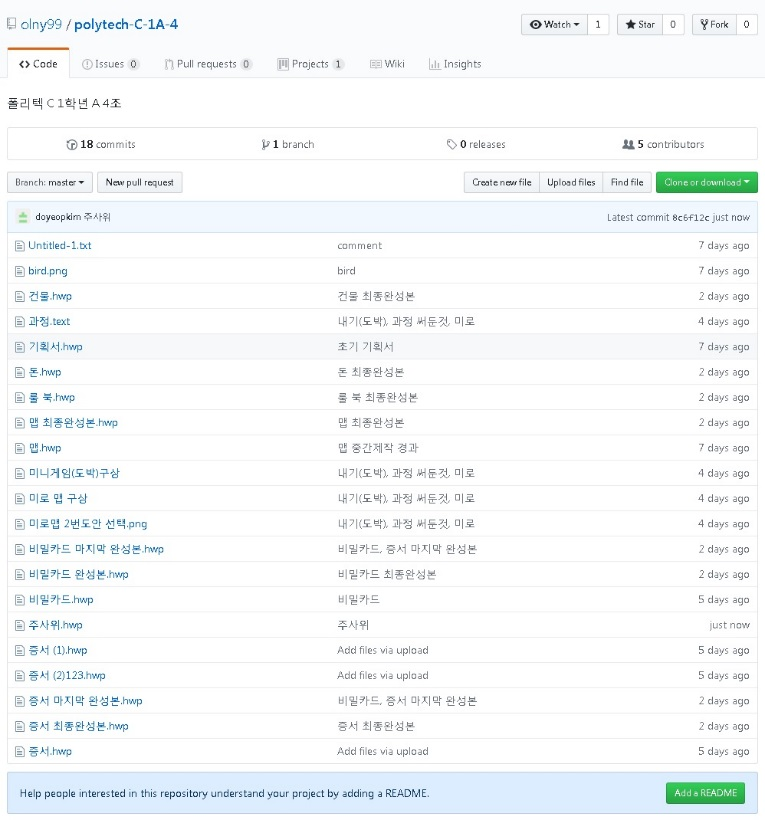 olny99 / polytech-C-1A-4
Watch 1 Star 0 Fork 0
Code Issues 0 Pull requests 0 Projects 1 Wiki Insights
폴리텍 C 1학년 A 4조
18 commits 1 branch 0 releases 5 contributors
Branch: master New pull request Create new file Upload files Find file Clone or download
doyeopkim 주사위 Latest commit 8c6f12c just now
Untitled-1.txt comment 7 days ago
bird.png bird 7 days ago
건물.hwp 건물 최종완성본 2 days ago
과정.text 내기(도박), 과정 써둔것, 미로 4 days ago
기획서.hwp 초기 기획서 7 days ago
돈.hwp 돈 최종완성본 2 days ago
룰 북.hwp 룰 북 최종완성본 2 days ago
맵 최종완성본.hwp 맵 최종완성본 2 days ago
맵.hwp 맵 중간제작 경과 7 days ago
미니게임(도박)구상 내기(도박), 과정 써둔것, 미로 4 days ago
미로 맵 구상 내기(도박), 과정 써둔것, 미로 4 days ago
미로맵 2번도안 선택.png 내기(도박), 과정 써둔것, 미로 4 days ago
비밀카드 마지막 완성본.hwp 비밀카드, 증서 마지막 완성본 2 days ago
비밀카드 완성본.hwp 비밀카드 최종완성본 2 days ago
비밀카드.hwp 비밀카드 5 days ago
주사위.hwp 주사위 just now
증서 (1).hwp Add files via upload 5 days ago
증서 (2)123.hwp Add files via upload 5 days ago
증서 마지막 완성본.hwp 비밀카드, 증서 마지막 완성본 2 days ago
증서 최종완성본.hwp 증서 최종완성본 2 days ago
증서.hwp Add files via upload 5 days ago
Help people interested in this repository understand your project by adding a README. Add a README